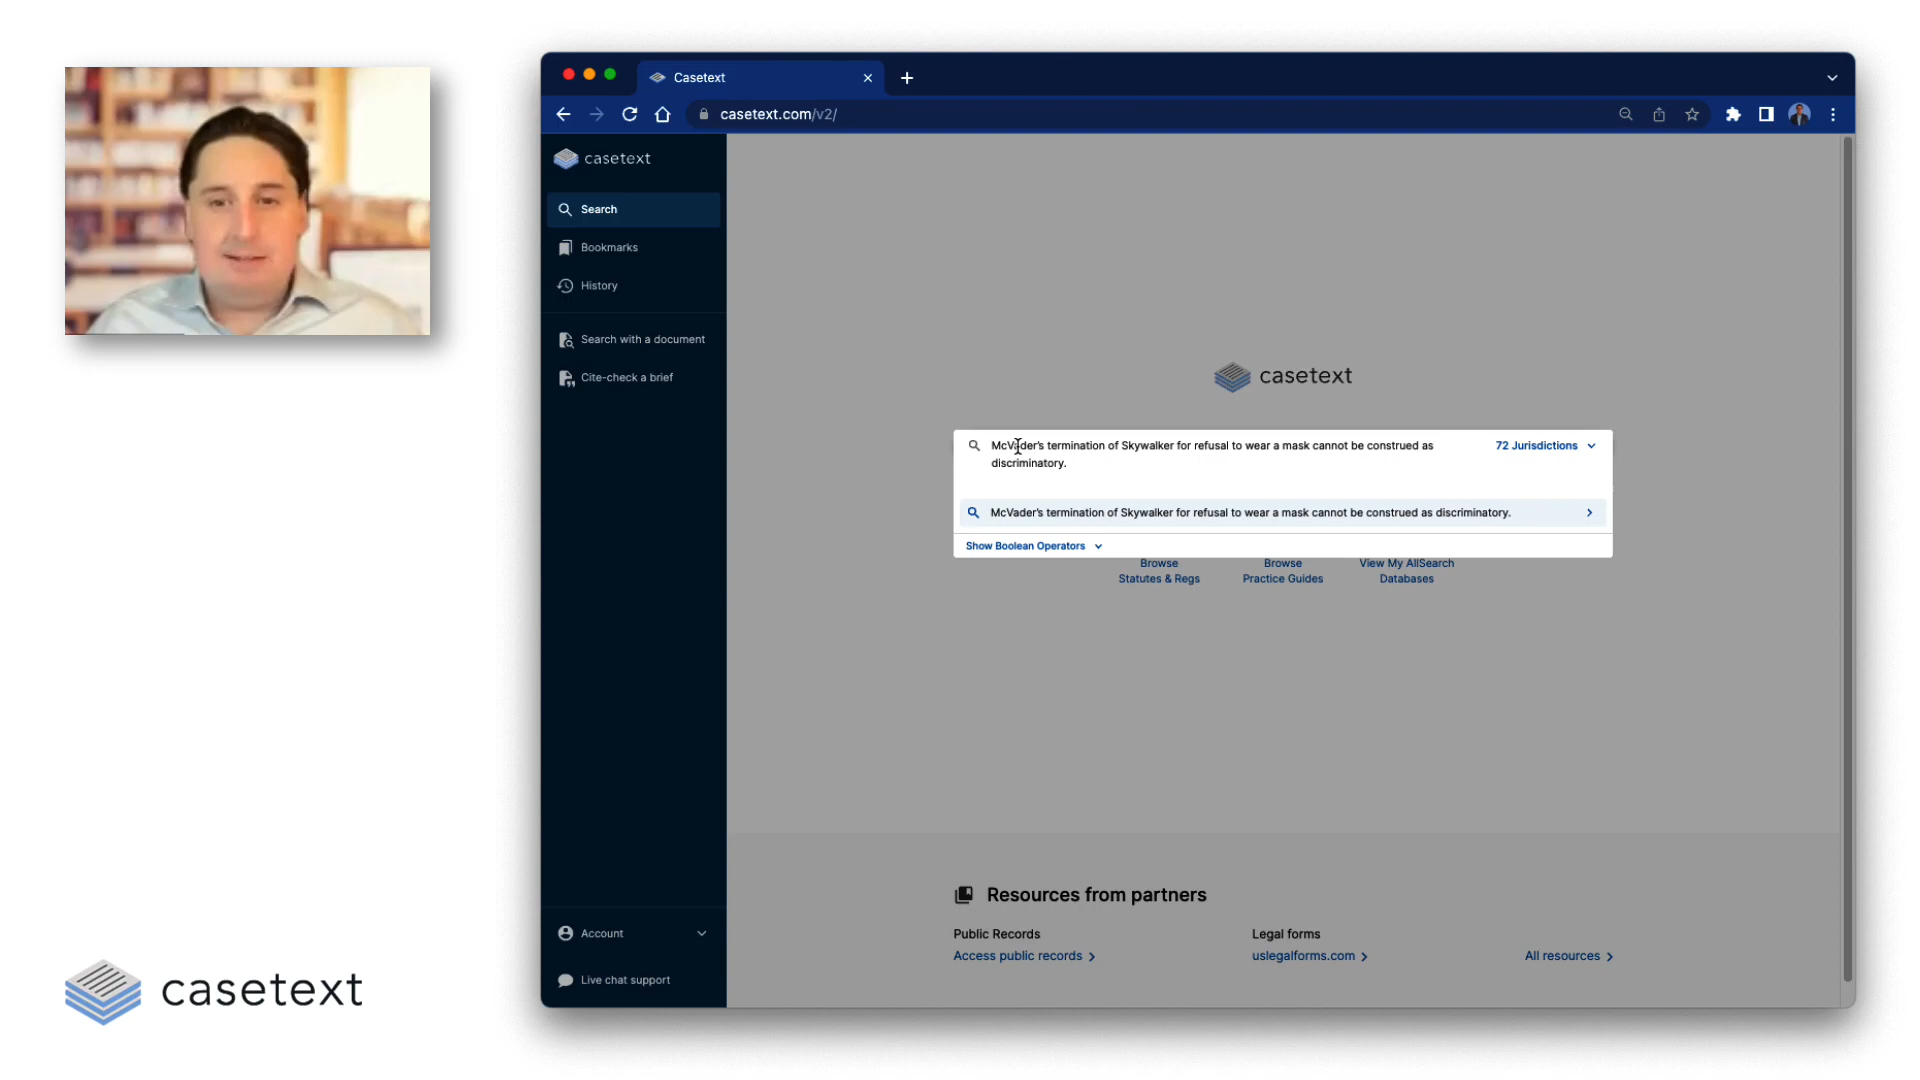 Casetext
casetext.com/v2/
casetext
Search
Bookmarks
History
Search with a document
Cite-check a brief
casetext
McVader's termination of Skywalker for refusal to wear a mask cannot be construed as
discriminatory.
72 Jurisdictions
McVader's termination of Skywalker for refusal to wear a mask cannot be construed as discriminatory.
Show Boolean Operators
Browse
Statutes & Regs
Browse
Practice Guides
View My AllSearch
Databases
Resources from partners
Public Records
Access public records
Legal forms
uslegalforms.com
All resources
Account
Live chat support
casetext